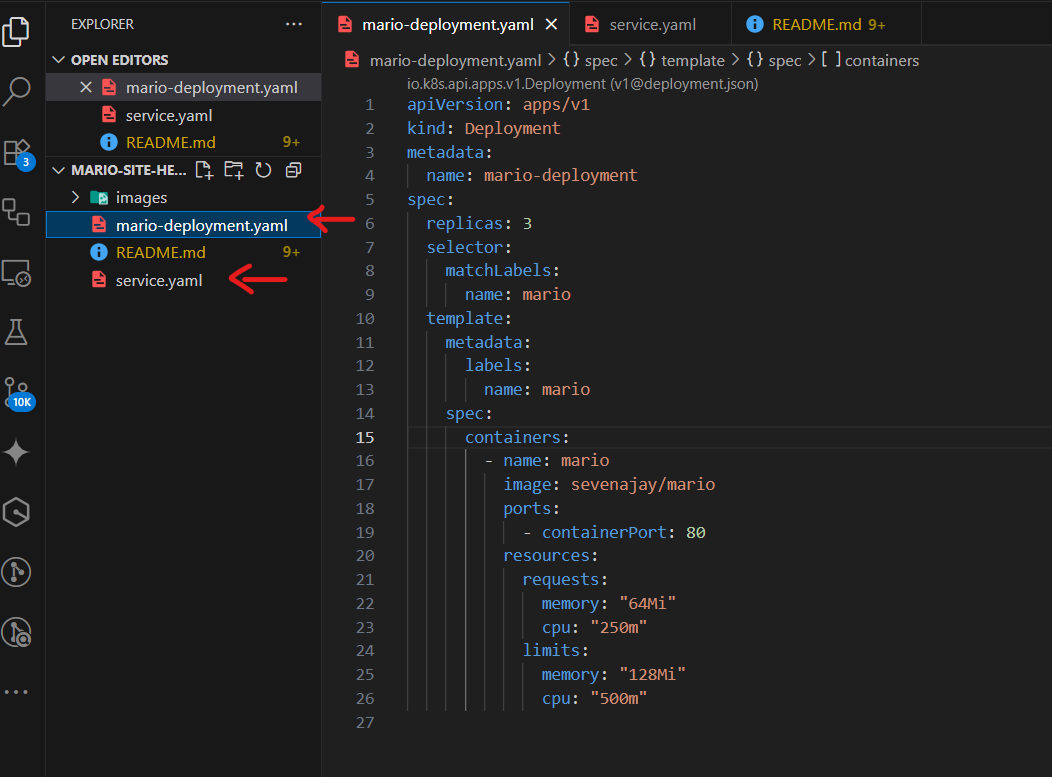 EXPLORER
OPEN EDITORS
mario-deployment.yaml
service.yaml
README.md 9+
MARIO-SITE-HE...
images
mario-deployment.yaml
README.md 9+
service.yaml
3
10K
mario-deployment.yaml
service.yaml
README.md 9+
mario-deployment.yaml > {} spec > {} template > {} spec > [ ] containers
io.k8s.api.apps.v1.Deployment (v1@deployment.json)
1 apiVersion: apps/v1
2 kind: Deployment
3 metadata:
4   name: mario-deployment
5 spec:
6   replicas: 3
7   selector:
8     matchLabels:
9       name: mario
10   template:
11     metadata:
12       labels:
13         name: mario
14     spec:
15       containers:
16         - name: mario
17           image: sevenajay/mario
18           ports:
19             - containerPort: 80
20           resources:
21             requests:
22               memory: "64Mi"
23               cpu: "250m"
24             limits:
25               memory: "128Mi"
26               cpu: "500m"
27